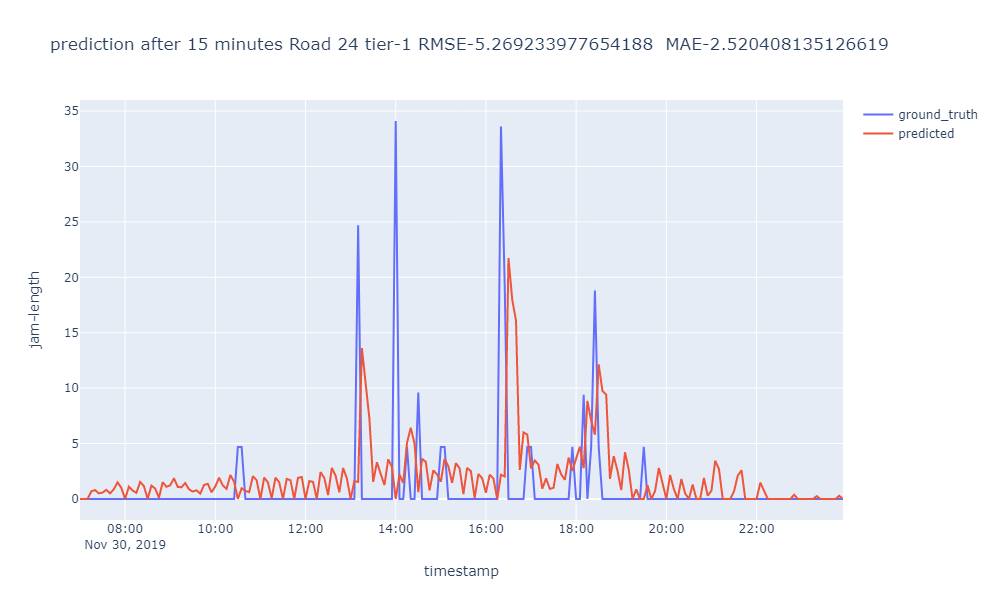 prediction after 15 minutes Road 24 tier-1 RMSE-5.269233977654188  MAE-2.520408135126619
ground_truth
predicted
35
30
25
20
15
10
5
0
jam-length
08:00 10:00 12:00 14:00 16:00 18:00 20:00 22:00
Nov 30, 2019
timestamp